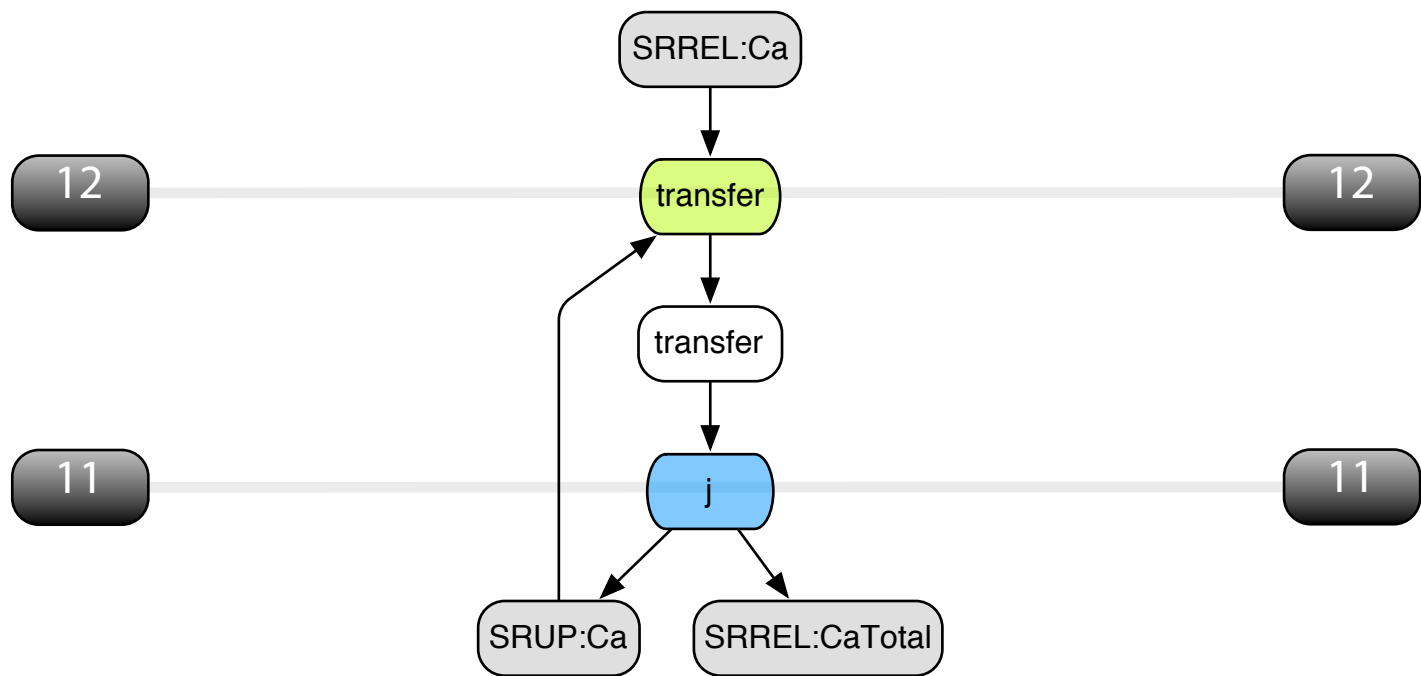 SRREL:Ca
12
transfer
12
transfer
11
j
11
SRUP:Ca
SRREL:CaTotal